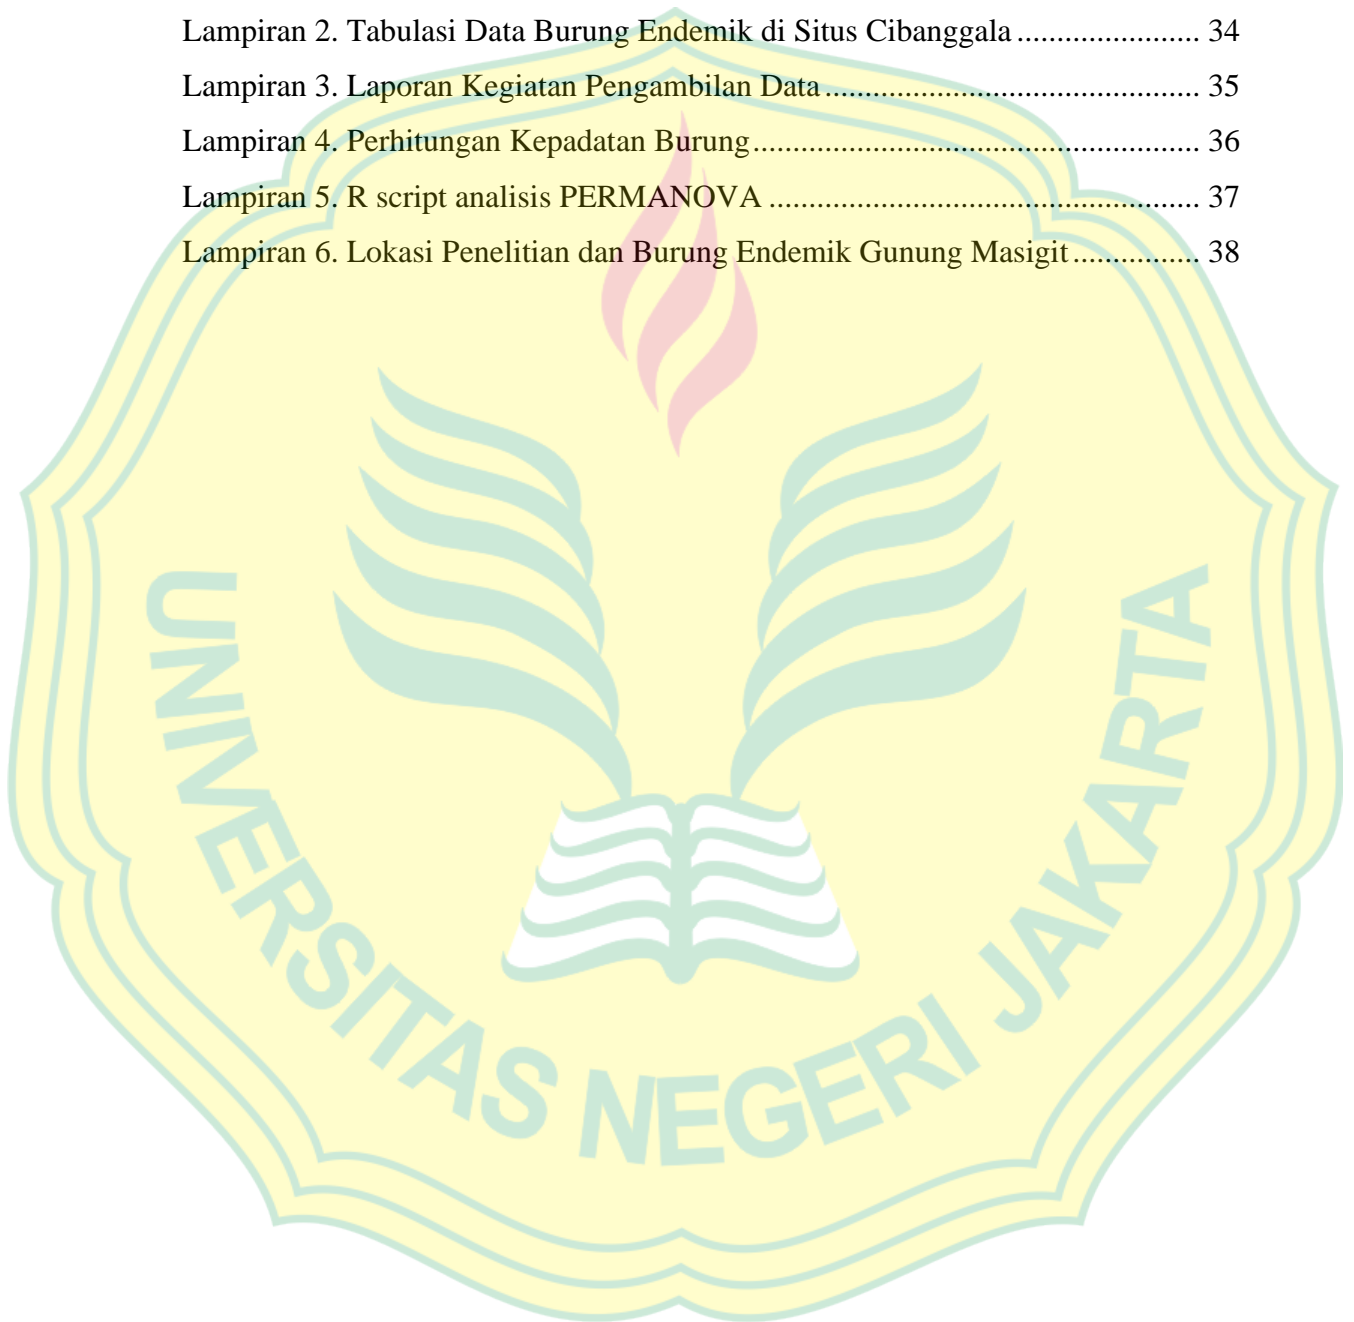 Lampiran 2. Tabulasi Data Burung Endemik di Situs Cibanggala ....................... 34
Lampiran 3. Laporan Kegiatan Pengambilan Data ............................................... 35
Lampiran 4. Perhitungan Kepadatan Burung ........................................................ 36
Lampiran 5. R script analisis PERMANOVA ...................................................... 37
Lampiran 6. Lokasi Penelitian dan Burung Endemik Gunung Masigit ................ 38
UNIVERSITAS NEGERI JAKARTA